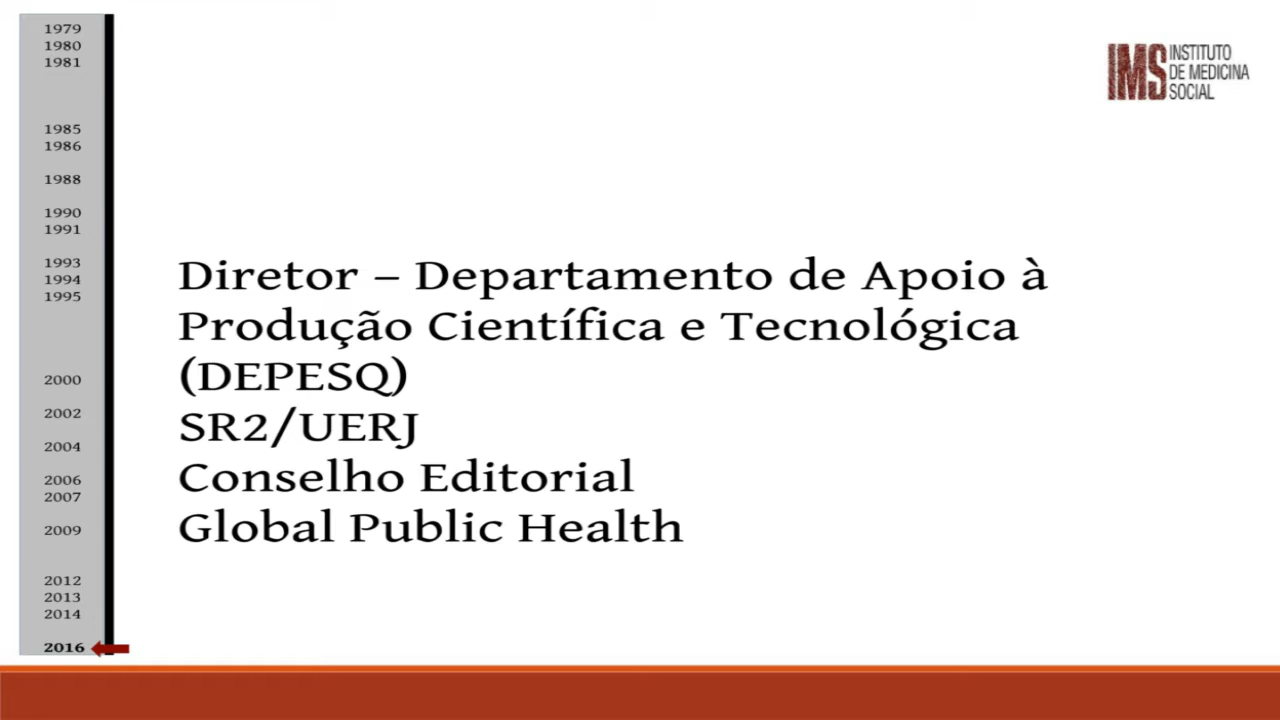 1979
1980
1981
1985
1986
1988
1990
1991
1993
1994
1995
2000
2002
2004
2006
2007
2009
2012
2013
2014
2016
IMS INSTITUTO
DE MEDICINA
SOCIAL
Diretor – Departamento de Apoio à
Produção Científica e Tecnológica
(DEPESQ)
SR2/UERJ
Conselho Editorial
Global Public Health